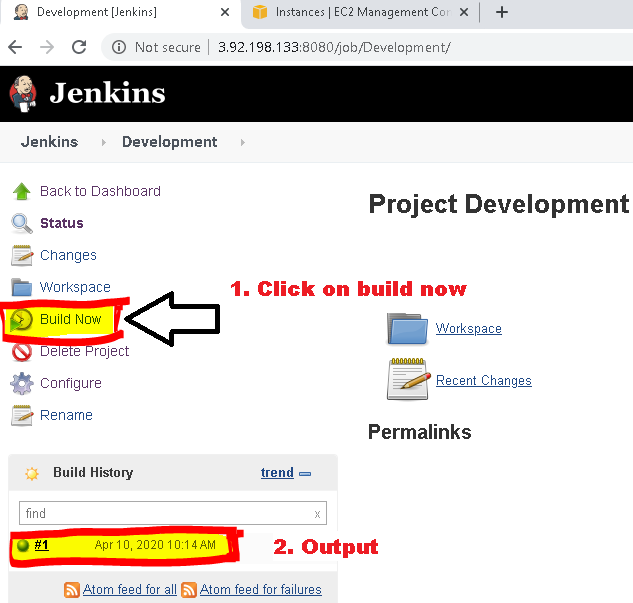 Development [Jenkins]
Instances | EC2 Management Con
Not secure | 3.92.198.133:8080/job/Development/
Jenkins
Jenkins Development
Back to Dashboard
Project Development
Status
Changes
Workspace
1. Click on build now
Build Now
Workspace
Delete Project
Configure
Recent Changes
Rename
Permalinks
Build History trend
find x
#1 Apr 10, 2020 10:14 AM
2. Output
Atom feed for all Atom feed for failures